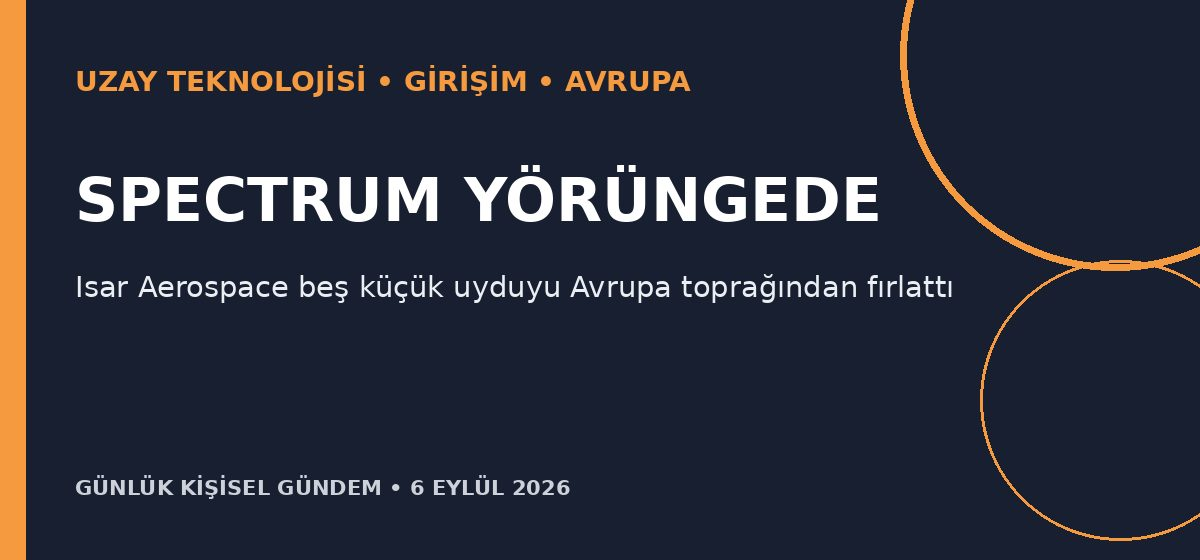 UZAY TEKNOLOJİSİ • GİRİŞİM • AVRUPA
SPECTRUM YÖRÜNGEDE
Isar Aerospace beş küçük uyduyu Avrupa toprağından fırlattı
GÜNLÜK KİŞİSEL GÜNDEM • 6 EYLÜL 2026